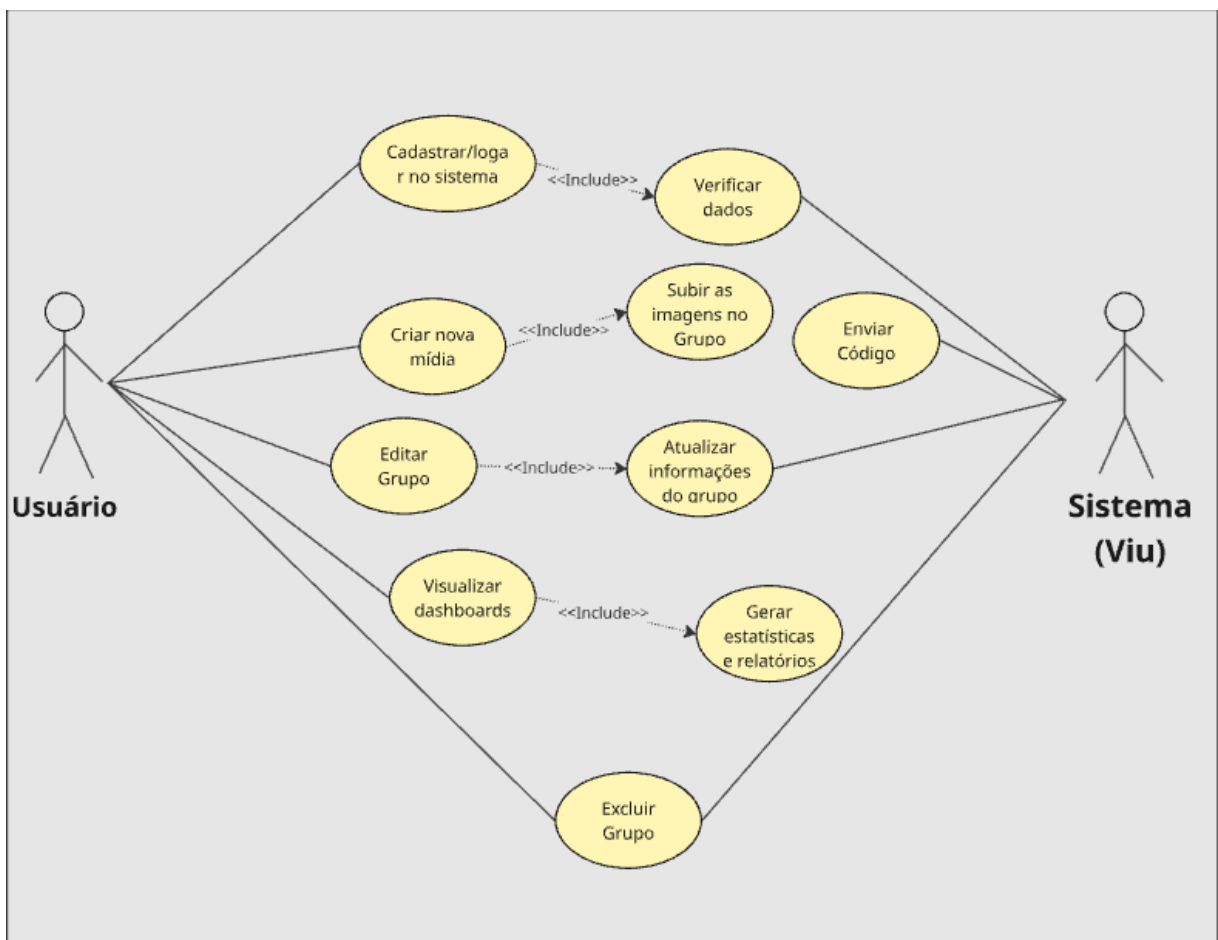 Cadastrar/loga
r no sistema
<<Include>>
Verificar
dados
Criar nova
mídia
<<Include>>
Subir as
imagens no
Grupo
Enviar
Código
Editar
Grupo
<<Include>>
Atualizar
informações
do grupo
Usuário
Sistema
(Viu)
Visualizar
dashboards
<<Include>>
Gerar
estatísticas
e relatórios
Excluir
Grupo